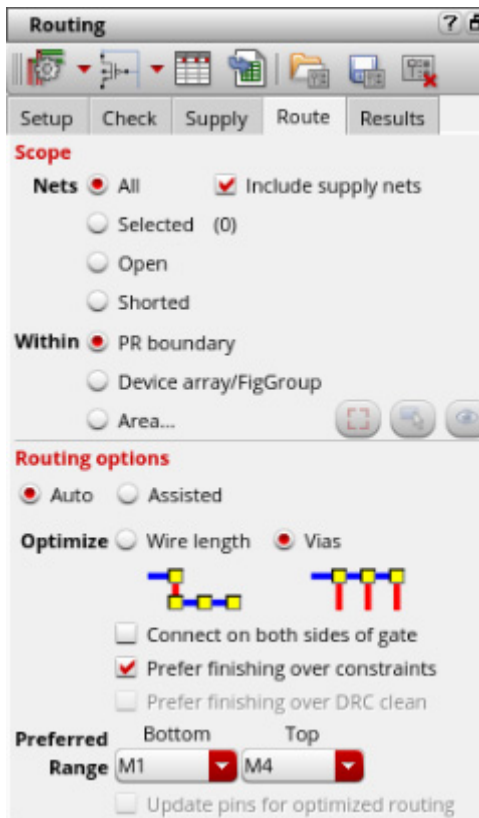 Routing
Setup Check Supply Route Results
Scope
Nets All Include supply nets
Selected (0)
Open
Shorted
Within PR boundary
Device array/FigGroup
Area...
Routing options
Auto Assisted
Optimize Wire length Vias
Connect on both sides of gate
Prefer finishing over constraints
Prefer finishing over DRC clean
Preferred Bottom Top
Range M1 M4
Update pins for optimized routing